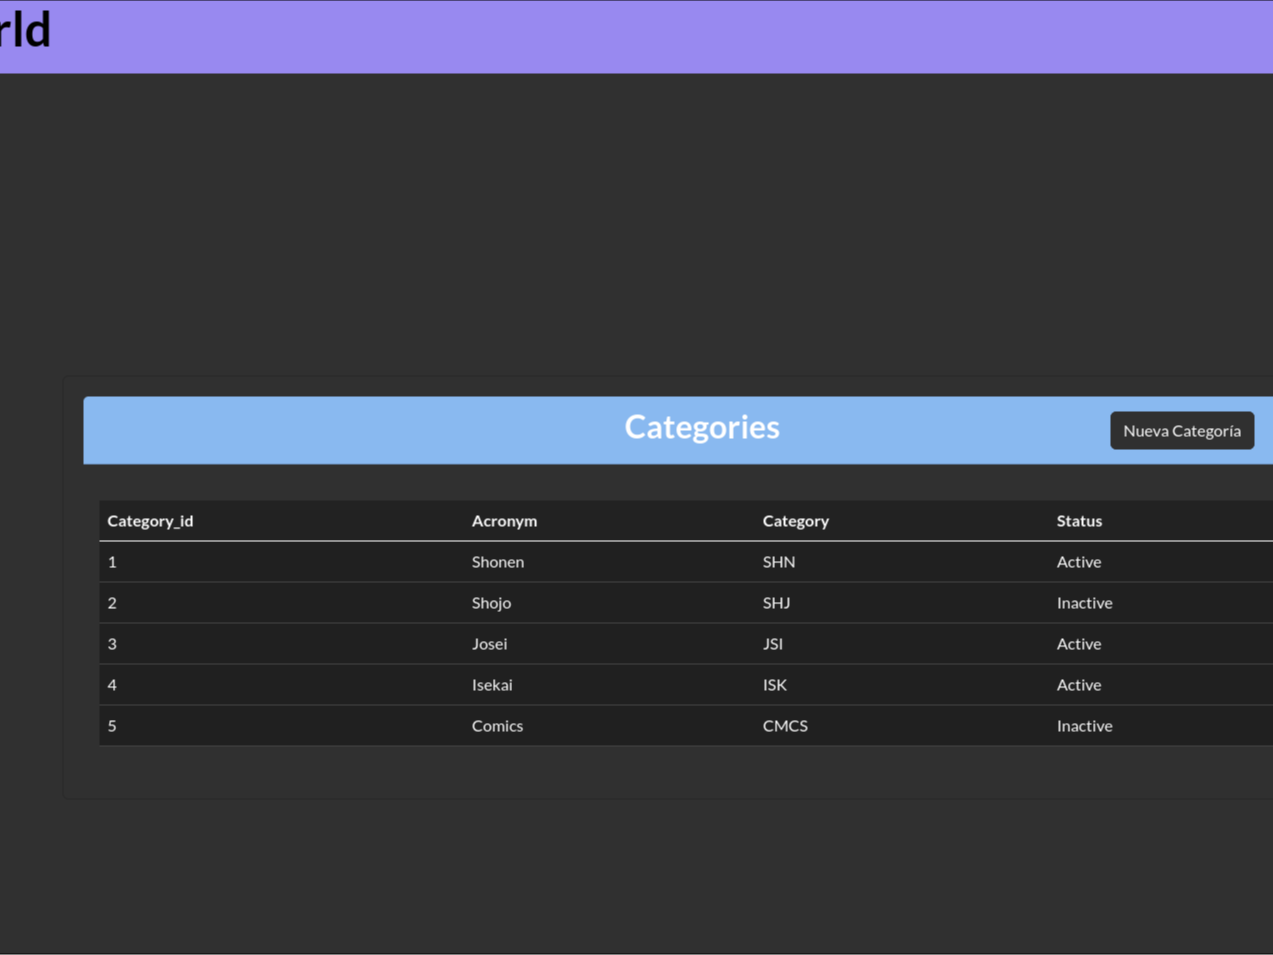 rld
Categories
Nueva Categoría
Category_id Acronym Category Status
1 Shonen SHN Active
2 Shojo SHJ Inactive
3 Josei JSI Active
4 Isekai ISK Active
5 Comics CMCS Inactive